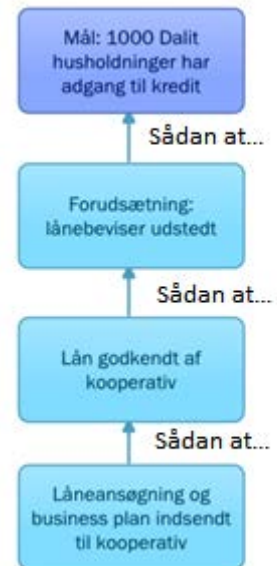 Mål: 1000 Dalit
husholdninger har
adgang til kredit
Sådan at...
Forudsætning:
lånebeviser udstedt
Sådan at...
Lån godkendt af
kooperativ
Sådan at...
Låneansøgning og
business plan indsendt
til kooperativ